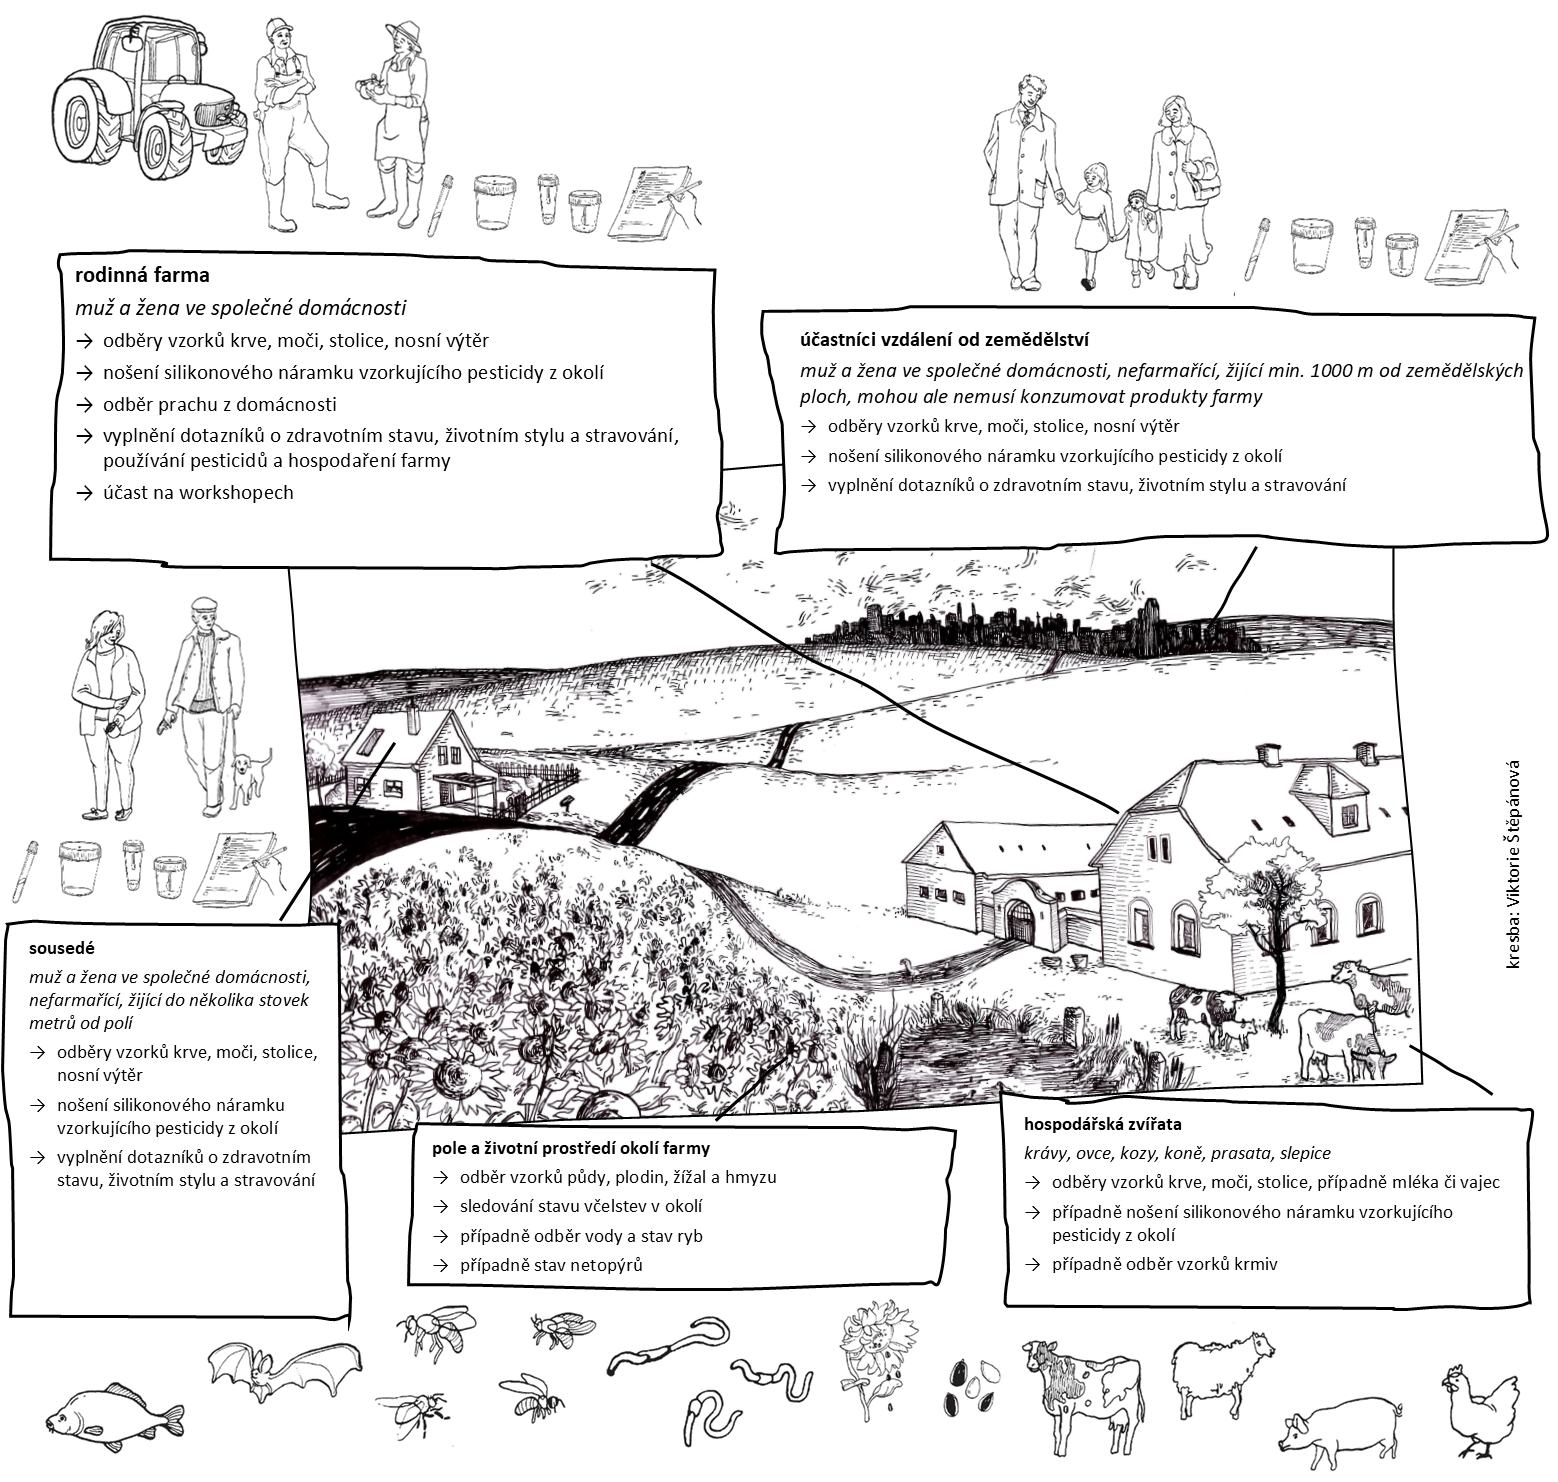 rodinná farma
muž a žena ve společné domácnosti
→ odběry vzorků krve, moči, stolice, nosní výtěr
→ nošení silikonového náramku vzorkujícího pesticidy z okolí
→ odběr prachu z domácnosti
→ vyplnění dotazníků o zdravotním stavu, životním stylu a stravování,
používání pesticidů a hospodaření farmy
→ účast na workshopech
účastníci vzdálení od zemědělství
muž a žena ve společné domácnosti, nefarmařící, žijící min. 1000 m od zemědělských
ploch, mohou ale nemusí konzumovat produkty farmy
→ odběry vzorků krve, moči, stolice, nosní výtěr
→ nošení silikonového náramku vzorkujícího pesticidy z okolí
→ vyplnění dotazníků o zdravotním stavu, životním stylu a stravování
kresba: Viktorie Štěpánová
sousedé
muž a žena ve společné domácnosti,
nefarmařící, žijící do několika stovek
metrů od polí
→ odběry vzorků krve, moči, stolice,
nosní výtěr
→ nošení silikonového náramku
vzorkujícího pesticidy z okolí
→ vyplnění dotazníků o zdravotním
stavu, životním stylu a stravování
pole a životní prostředí okolí farmy
→ odběr vzorků půdy, plodin, žížal a hmyzu
→ sledování stavu včelstev v okolí
→ případně odběr vody a stav ryb
→ případně stav netopýrů
hospodářská zvířata
krávy, ovce, kozy, koně, prasata, slepice
→ odběry vzorků krve, moči, stolice, případně mléka či vajec
→ případně nošení silikonového náramku vzorkujícího
pesticidy z okolí
→ případně odběr vzorků krmiv